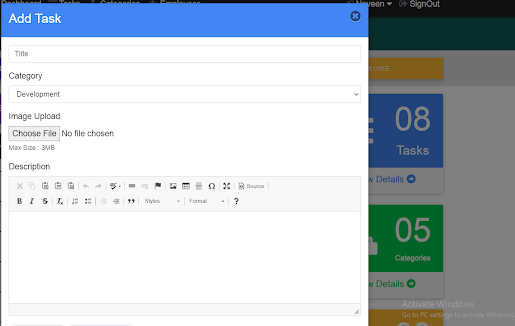 Dashboard Tasks Categories Employees Naveen SignOut
Add Task
Title
Category
Development
Image Upload
Choose File No file chosen
Max Size : 3MB
Description
Source
B I S Styles Format ?
PLOYEE
08
Tasks
w Details
05
Categories
w Details
Activate Windows
Go to PC settings to activate Windows.